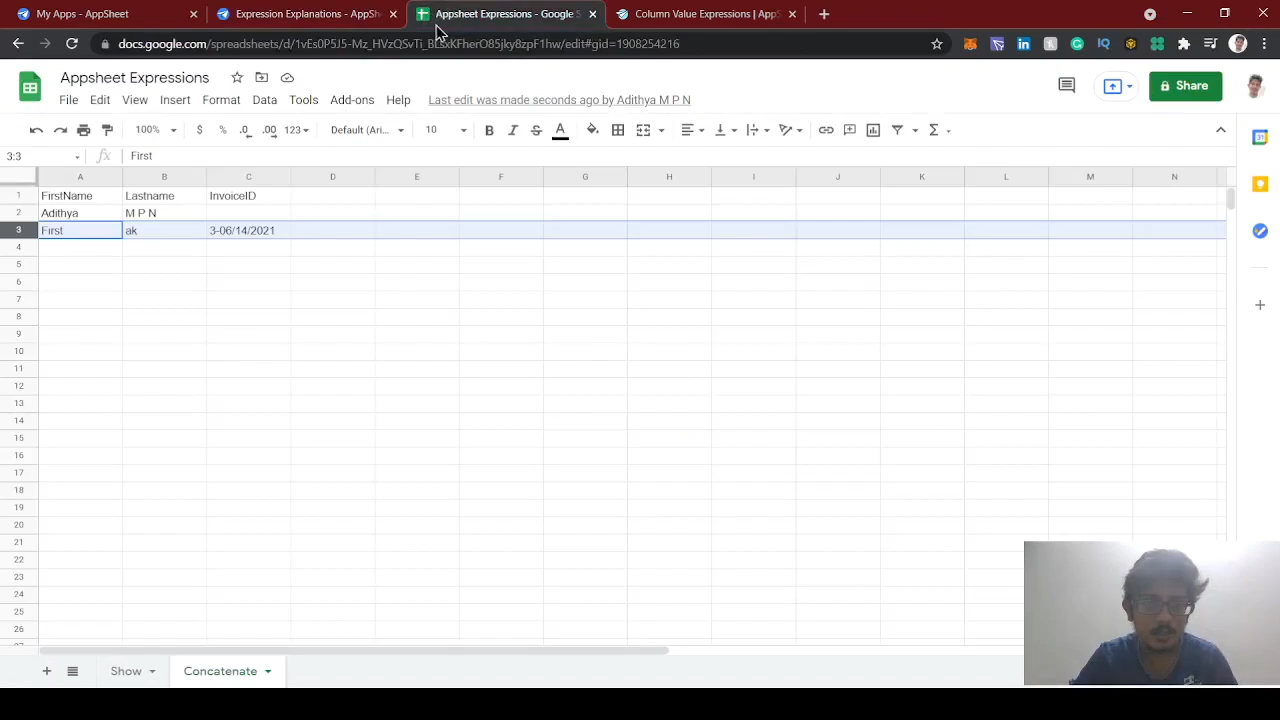 My Apps - AppSheet
Expression Explanations - AppSh
Appsheet Expressions - Google S
Column Value Expressions | AppS
docs.google.com/spreadsheets/d/1vEs0P5J5-Mz_HVzQSvTi_BLsxKFherO85jky8zpF1hw/edit#gid=1908254216
Appsheet Expressions
File Edit View Insert Format Data Tools Add-ons Help Last edit was made seconds ago by Adithya M P N
Share
100% $ % .0 .00 123 Default (Ari... 10 B I S A
3:3 fx First
A B C D E F G H I J K L M N
1 FirstName Lastname InvoiceID
2 Adithya M P N
3 First ak 3-06/14/2021
4
5
6
7
8
9
10
11
12
13
14
15
16
17
18
19
20
21
22
23
24
25
26
Show Concatenate